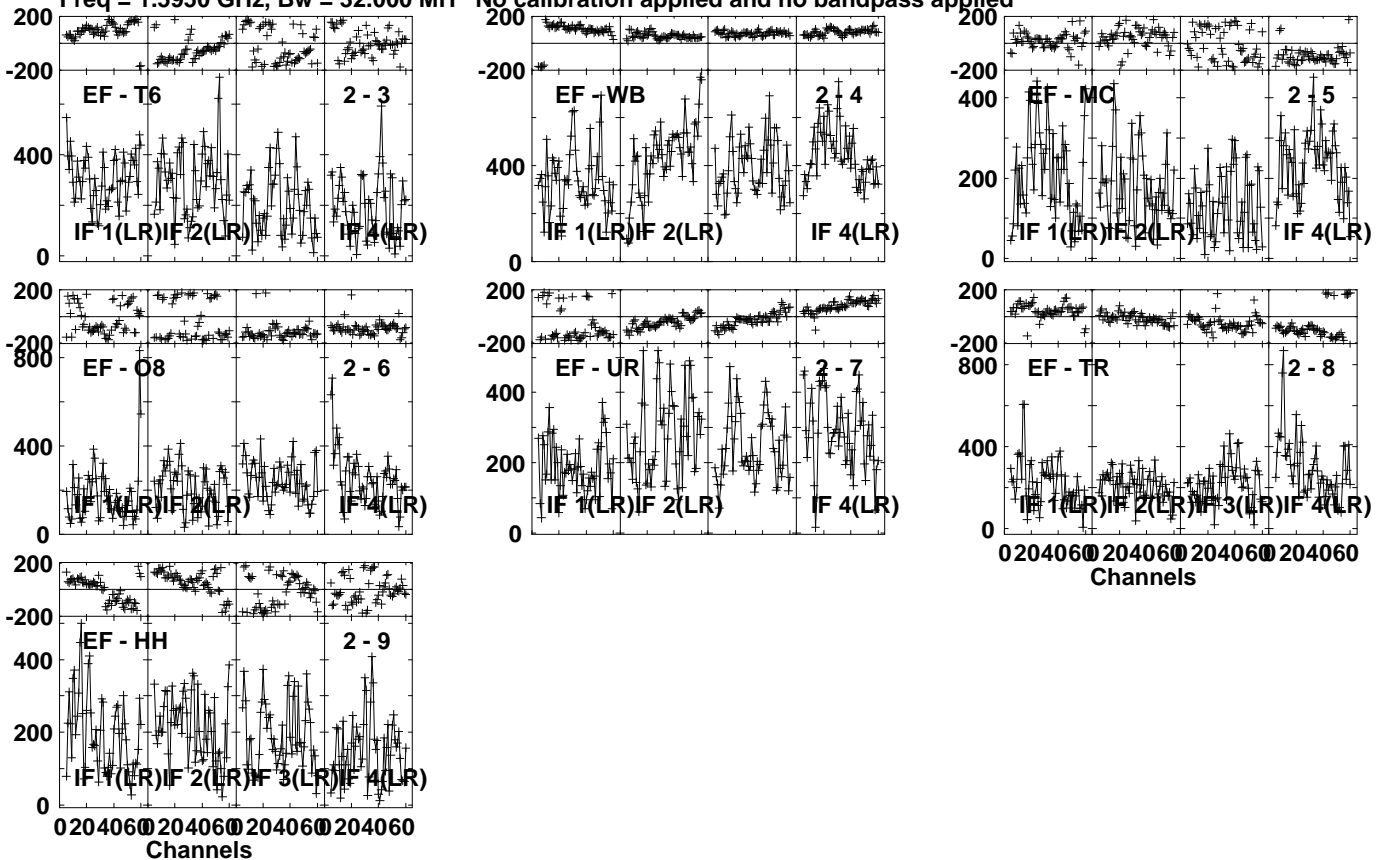 Freq = 1.5950 GHz, Bw = 32.000 MH No calibration applied and no bandpass applied
200
-200
EF - T6 2 - 3
400
IF 1(LR) IF 2(LR) IF 4(LR)
0
200
-200
EF - WB 2 - 4
400
IF 1(LR) IF 2(LR) IF 4(LR)
0
200
-200
EF - MC 2 - 5
400
200
IF 1(LR) IF 2(LR) IF 4(LR)
0
200
-200
800
EF - O8 2 - 6
400
IF 1(LR) IF 2(LR) IF 4(LR)
0
200
-200
EF - UR 2 - 7
400
200
IF 1(LR) IF 2(LR) IF 4(LR)
0
200
-200
800
EF - TR 2 - 8
400
IF 1(LR) IF 2(LR) IF 3(LR) IF 4(LR)
0
0 20 40 60 0 20 40 60 0 20 40 60 0 20 40 60
Channels
200
-200
EF - HH 2 - 9
400
200
IF 1(LR) IF 2(LR) IF 3(LR) IF 4(LR)
0
0 20 40 60 0 20 40 60 0 20 40 60 0 20 40 60
Channels